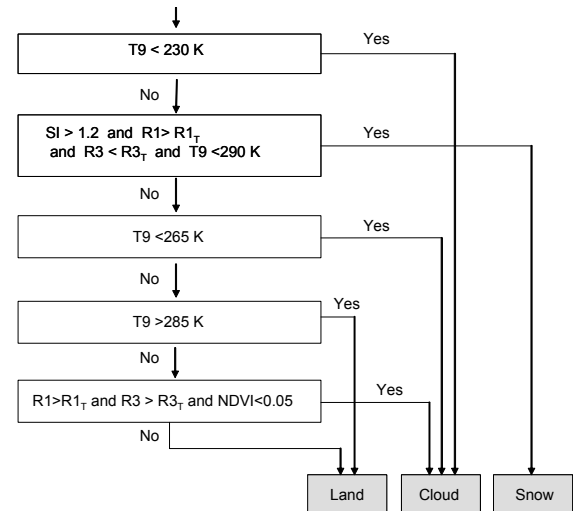 T9 < 230 K
Yes
No
SI > 1.2 and R1> R1T
and R3 < R3T and T9 <290 K
Yes
No
T9 <265 K
Yes
No
T9 >285 K
Yes
No
R1>R1T and R3 > R3T and NDVI<0.05
Yes
No
Land
Cloud
Snow